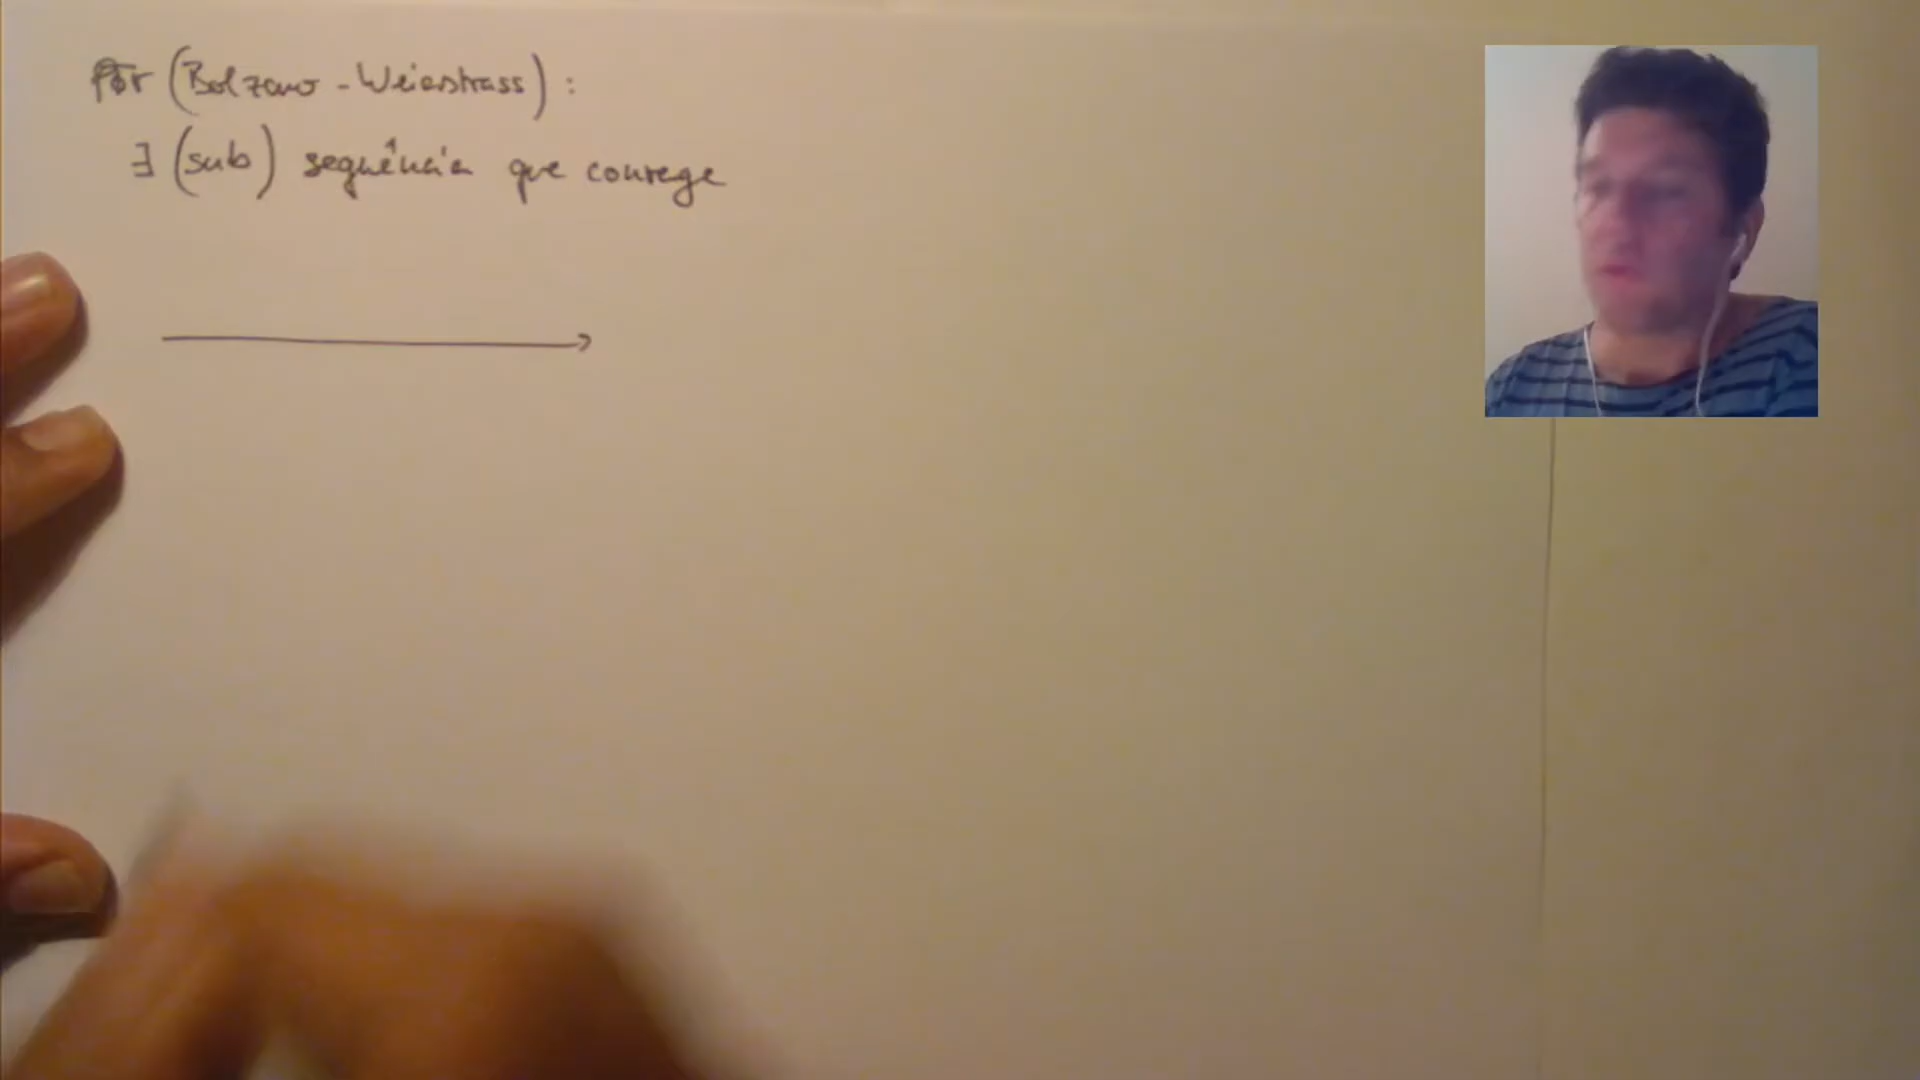 Por (Bolzano - Weierstrass) :
∃ (sub) sequência que converge